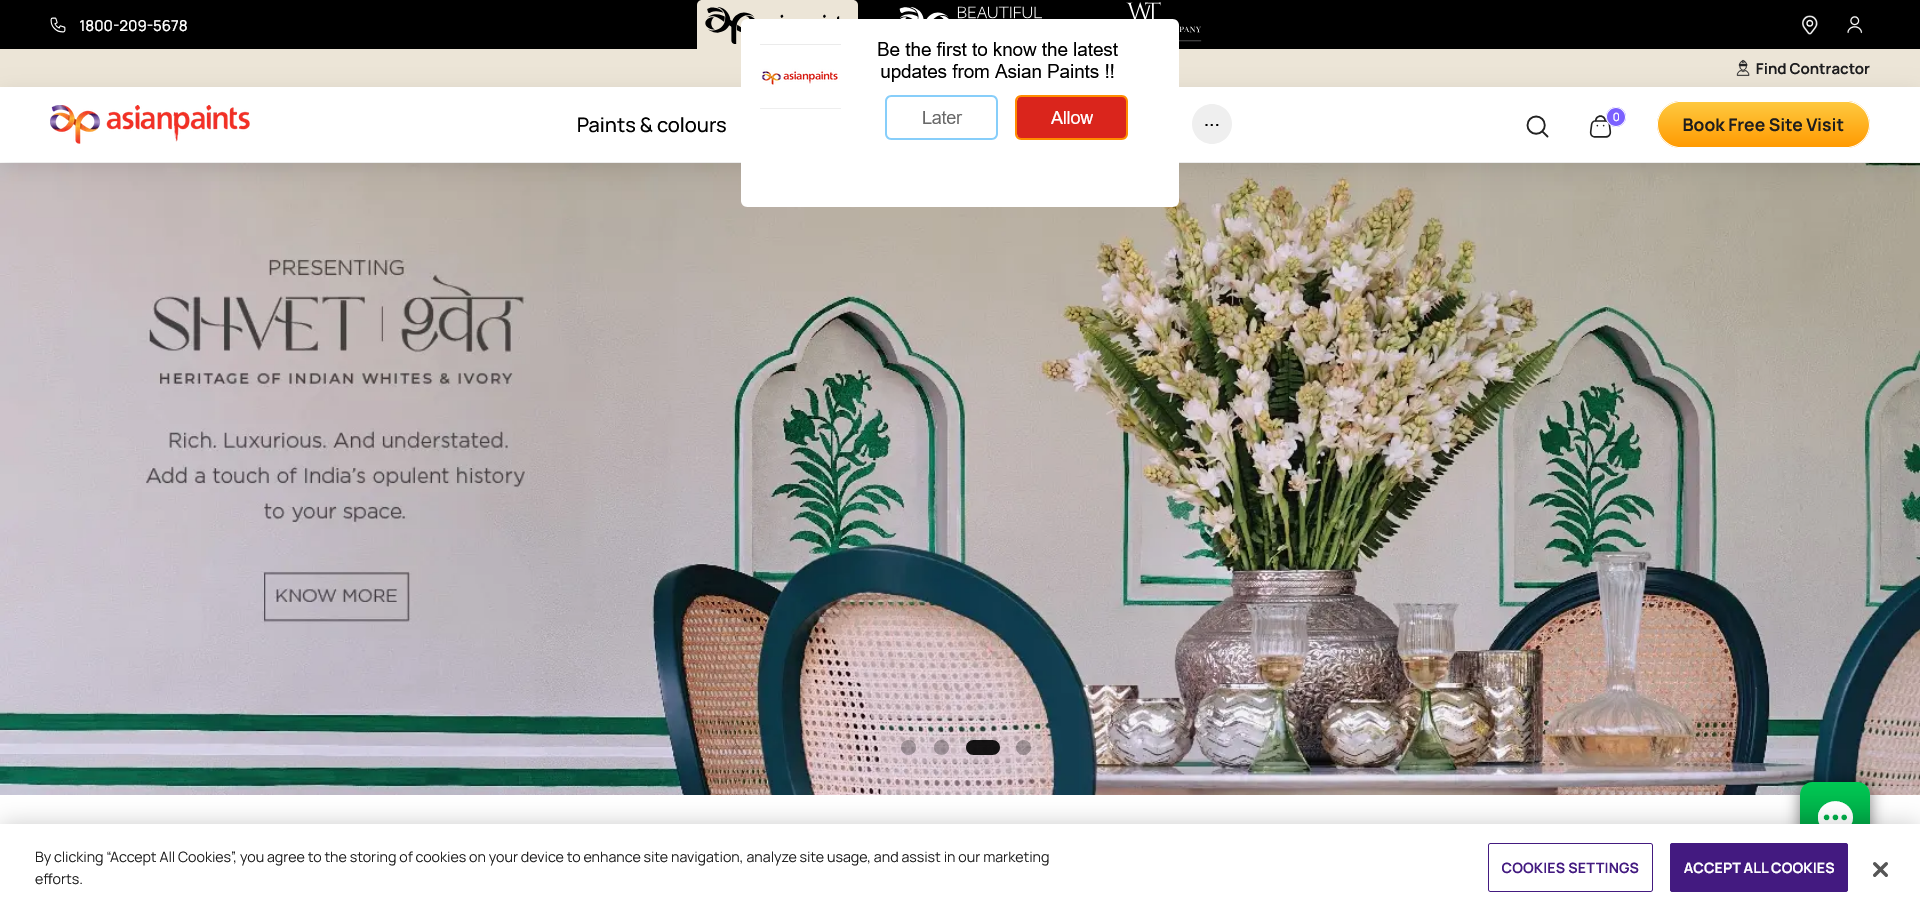 1800-209-5678
BEAUTIFUL
WT
PANY
Find Contractor
asianpaints
Be the first to know the latest
updates from Asian Paints !!
Later
Allow
asianpaints
Paints & colours
...
0
Book Free Site Visit
PRESENTING
SHVET | श्वेत
HERITAGE OF INDIAN WHITES & IVORY
Rich. Luxurious. And understated.
Add a touch of India's opulent history
to your space.
KNOW MORE
By clicking “Accept All Cookies”, you agree to the storing of cookies on your device to enhance site navigation, analyze site usage, and assist in our marketing
efforts.
COOKIES SETTINGS
ACCEPT ALL COOKIES